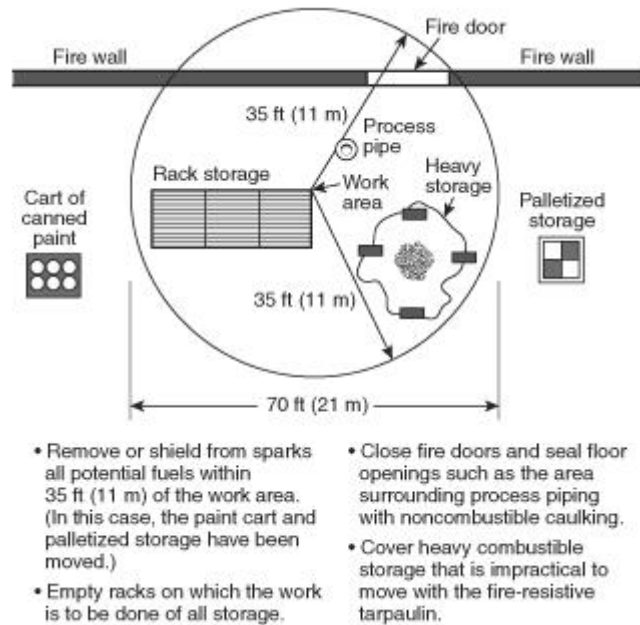 Fire door
Fire wall
Fire wall
35 ft (11 m)
Process
pipe
Rack storage
Work
area
Heavy
storage
Cart of
canned
paint
Palletized
storage
35 ft (11 m)
70 ft (21 m)
• Remove or shield from sparks
all potential fuels within
35 ft (11 m) of the work area.
(In this case, the paint cart and
palletized storage have been
moved.)
• Empty racks on which the work
is to be done of all storage.
• Close fire doors and seal floor
openings such as the area
surrounding process piping
with noncombustible caulking.
• Cover heavy combustible
storage that is impractical to
move with the fire-resistive
tarpaulin.